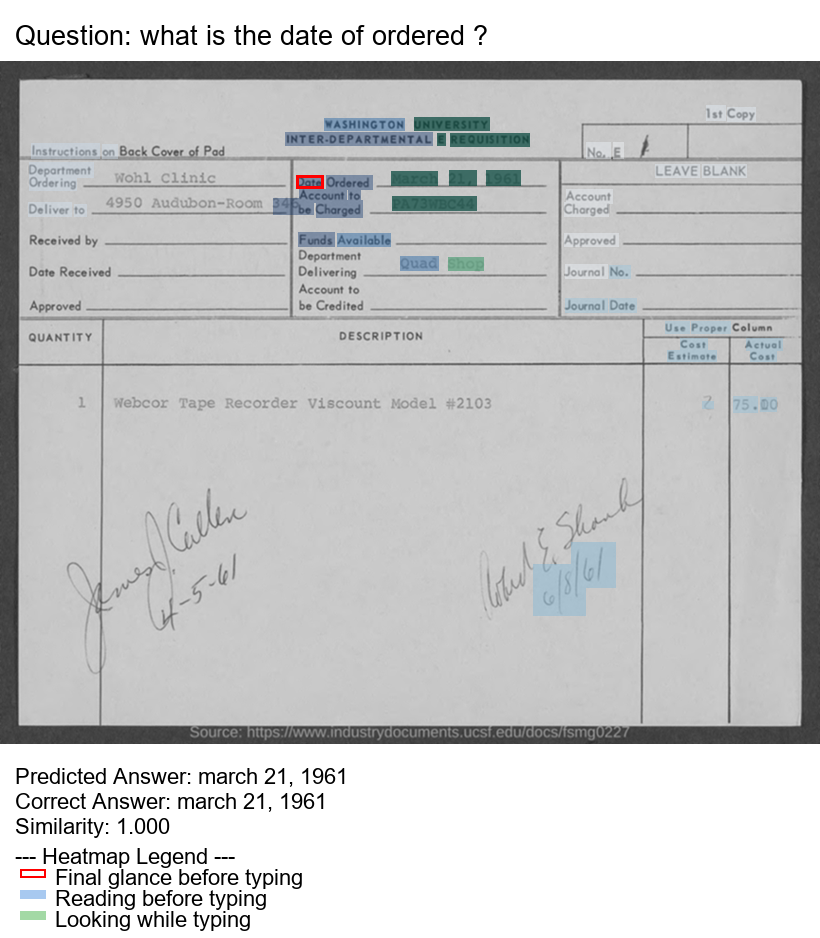 Question: what is the date of ordered ?
1st Copy
WASHINGTON UNIVERSITY
INTER-DEPARTMENTAL E REQUISITION
Instructions on Back Cover of Pad
No. E 1
Department Ordering Wohl Clinic
Date Ordered March 21, 1961
LEAVE BLANK
Deliver to 4950 Audubon-Room 346
Account to be Charged PA73WBC44
Account Charged
Received by
Funds Available
Approved
Date Received
Department Delivering Quad Shop
Journal No.
Approved
Account to be Credited
Journal Date
QUANTITY
DESCRIPTION
Use Proper Column
Cost Estimate
Actual Cost
1 Webcor Tape Recorder Viscount Model #2103 2 75.00
James J. Cullen
4-5-61
Robert E. Shank
6/8/61
Source: https://www.industrydocuments.ucsf.edu/docs/fsmg0227
Predicted Answer: march 21, 1961
Correct Answer: march 21, 1961
Similarity: 1.000
--- Heatmap Legend ---
Final glance before typing
Reading before typing
Looking while typing